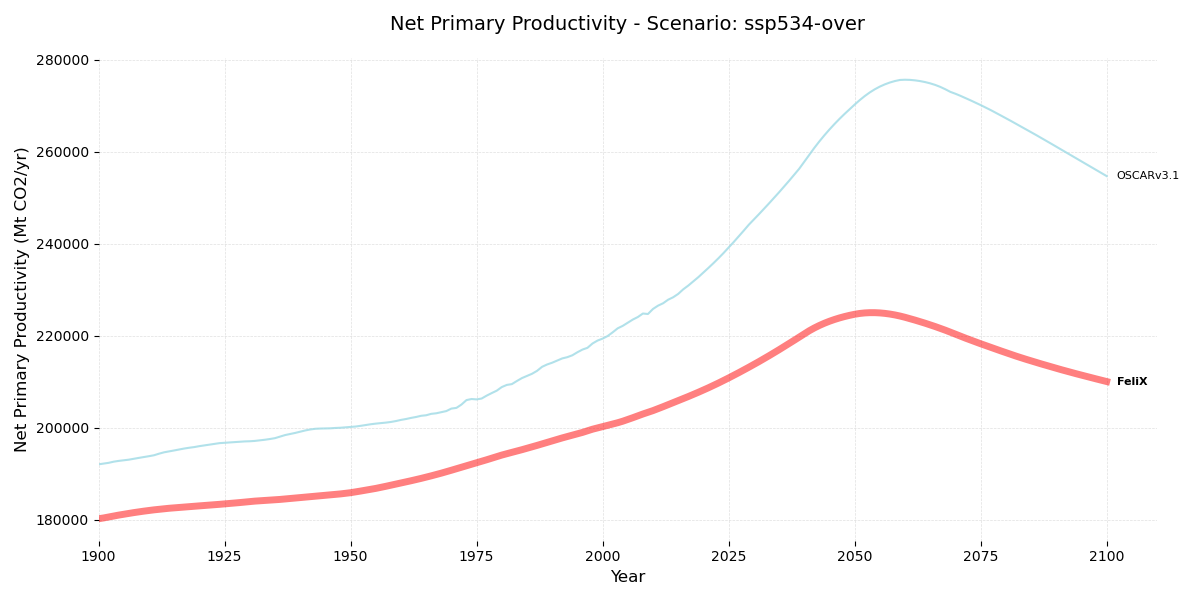 Net Primary Productivity - Scenario: ssp534-over
Net Primary Productivity (Mt CO2/yr)
280000
260000
240000
220000
200000
180000
OSCARv3.1
FeliX
1900 1925 1950 1975 2000 2025 2050 2075 2100
Year